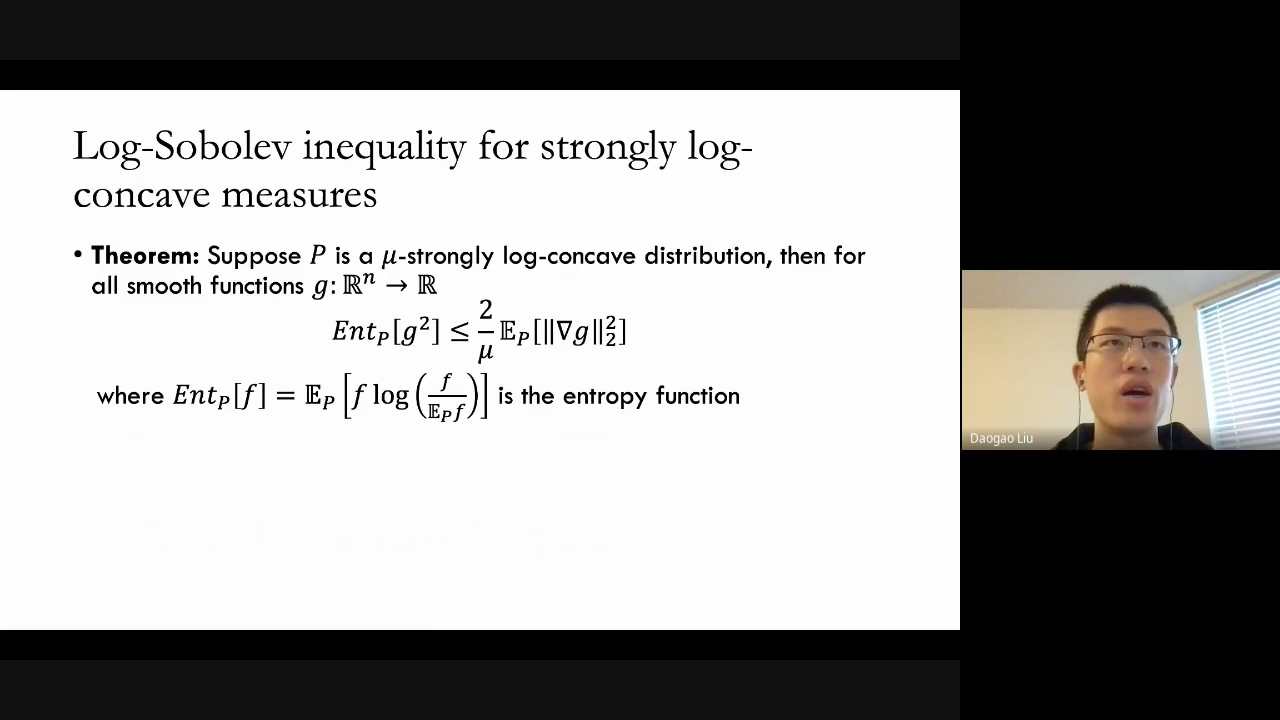 Log-Sobolev inequality for strongly log-
concave measures
• Theorem: Suppose 𝑃 is a 𝜇-strongly log-concave distribution, then for
all smooth functions 𝑔: ℝⁿ → ℝ
𝐸𝑛𝑡_𝑃[𝑔²] ≤ 2/𝜇 𝔼_𝑃[‖∇𝑔‖₂²]
where 𝐸𝑛𝑡_𝑃[𝑓] = 𝔼_𝑃 [𝑓 log (𝑓/𝔼_𝑃𝑓)] is the entropy function
Daogao Liu